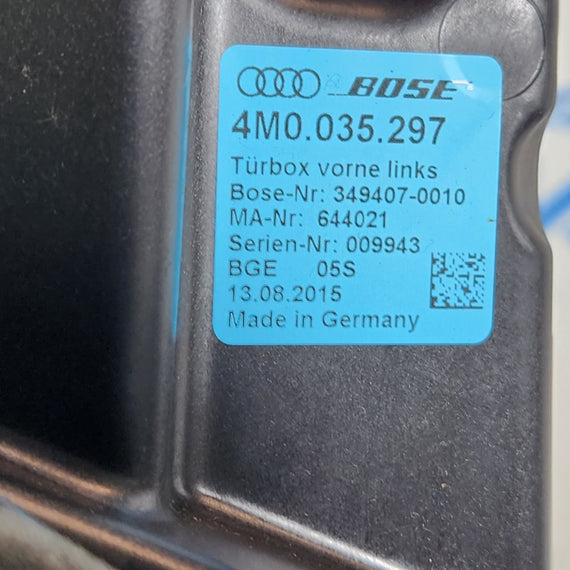 BOSE
4M0.035.297
Türbox vorne links
Bose-Nr: 349407-0010
MA-Nr: 644021
Serien-Nr: 009943
BGE 05S
13.08.2015
Made in Germany